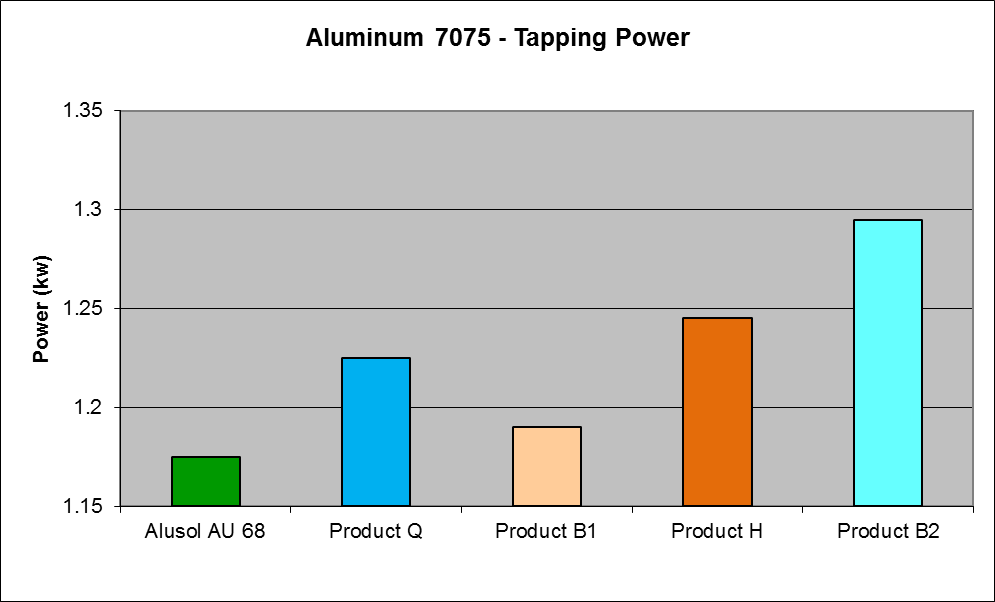 Aluminum 7075 - Tapping Power
Power (kw)
1.35
1.3
1.25
1.2
1.15
Alusol AU 68
Product Q
Product B1
Product H
Product B2